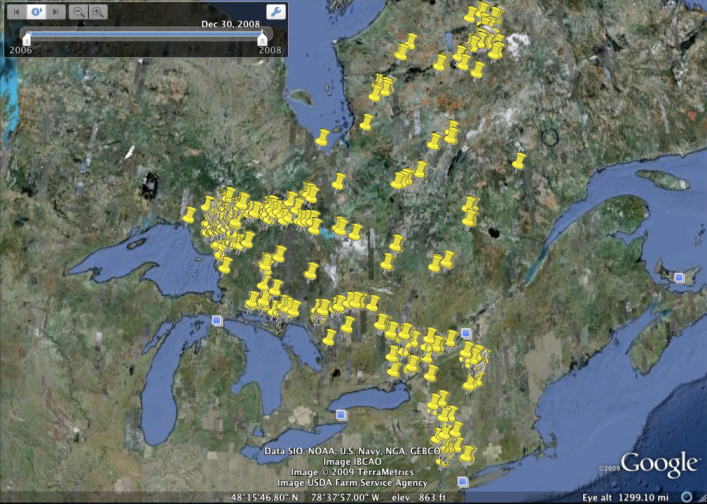 Dec 30, 2008
2006 2008
Data SIO, NOAA, U.S. Navy, NGA, GEBCO
Image IBCAO
Image © 2009 TerraMetrics
Image USDA Farm Service Agency
©2009 Google
48°15'46.80" N 78°37'57.00" W elev 863 ft Eye alt 1299.10 mi